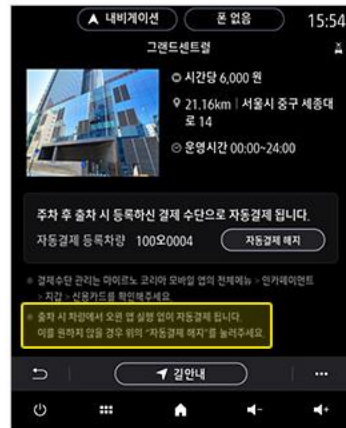 내비게이션
폰 없음
15:54
그랜드센트럴
시간당 6,000 원
21.16km | 서울시 중구 세종대
로 14
운영시간 00:00~24:00
주차 후 출차 시 등록하신 결제 수단으로 자동결제 됩니다.
자동결제 등록차량 100오0004
자동결제 해지
※ 결제수단 관리는 마이르노 코리아 모바일 앱의 전체메뉴 > 인카페이먼트
> 지갑 > 신용카드를 확인해주세요.
※ 출차 시 차량에서 오윈 앱 실행 없이 자동결제 됩니다.
이를 원하지 않을 경우 위의 "자동결제 해지"를 눌러주세요.
길안내